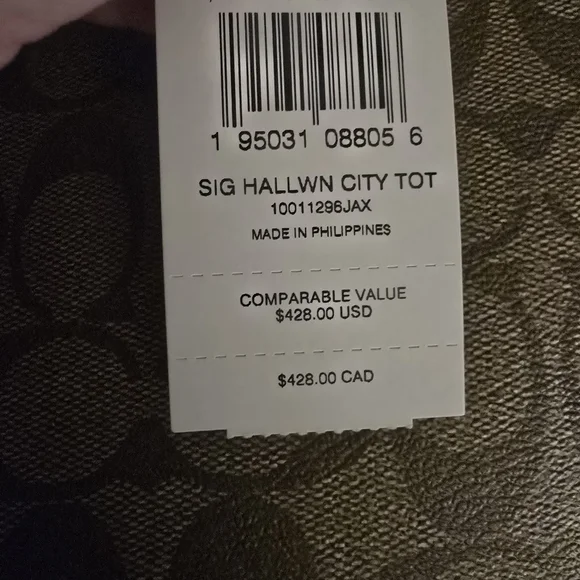 1 95031 08805 6
SIG HALLWN CITY TOT
10011296JAX
MADE IN PHILIPPINES
COMPARABLE VALUE
$428.00 USD
$428.00 CAD